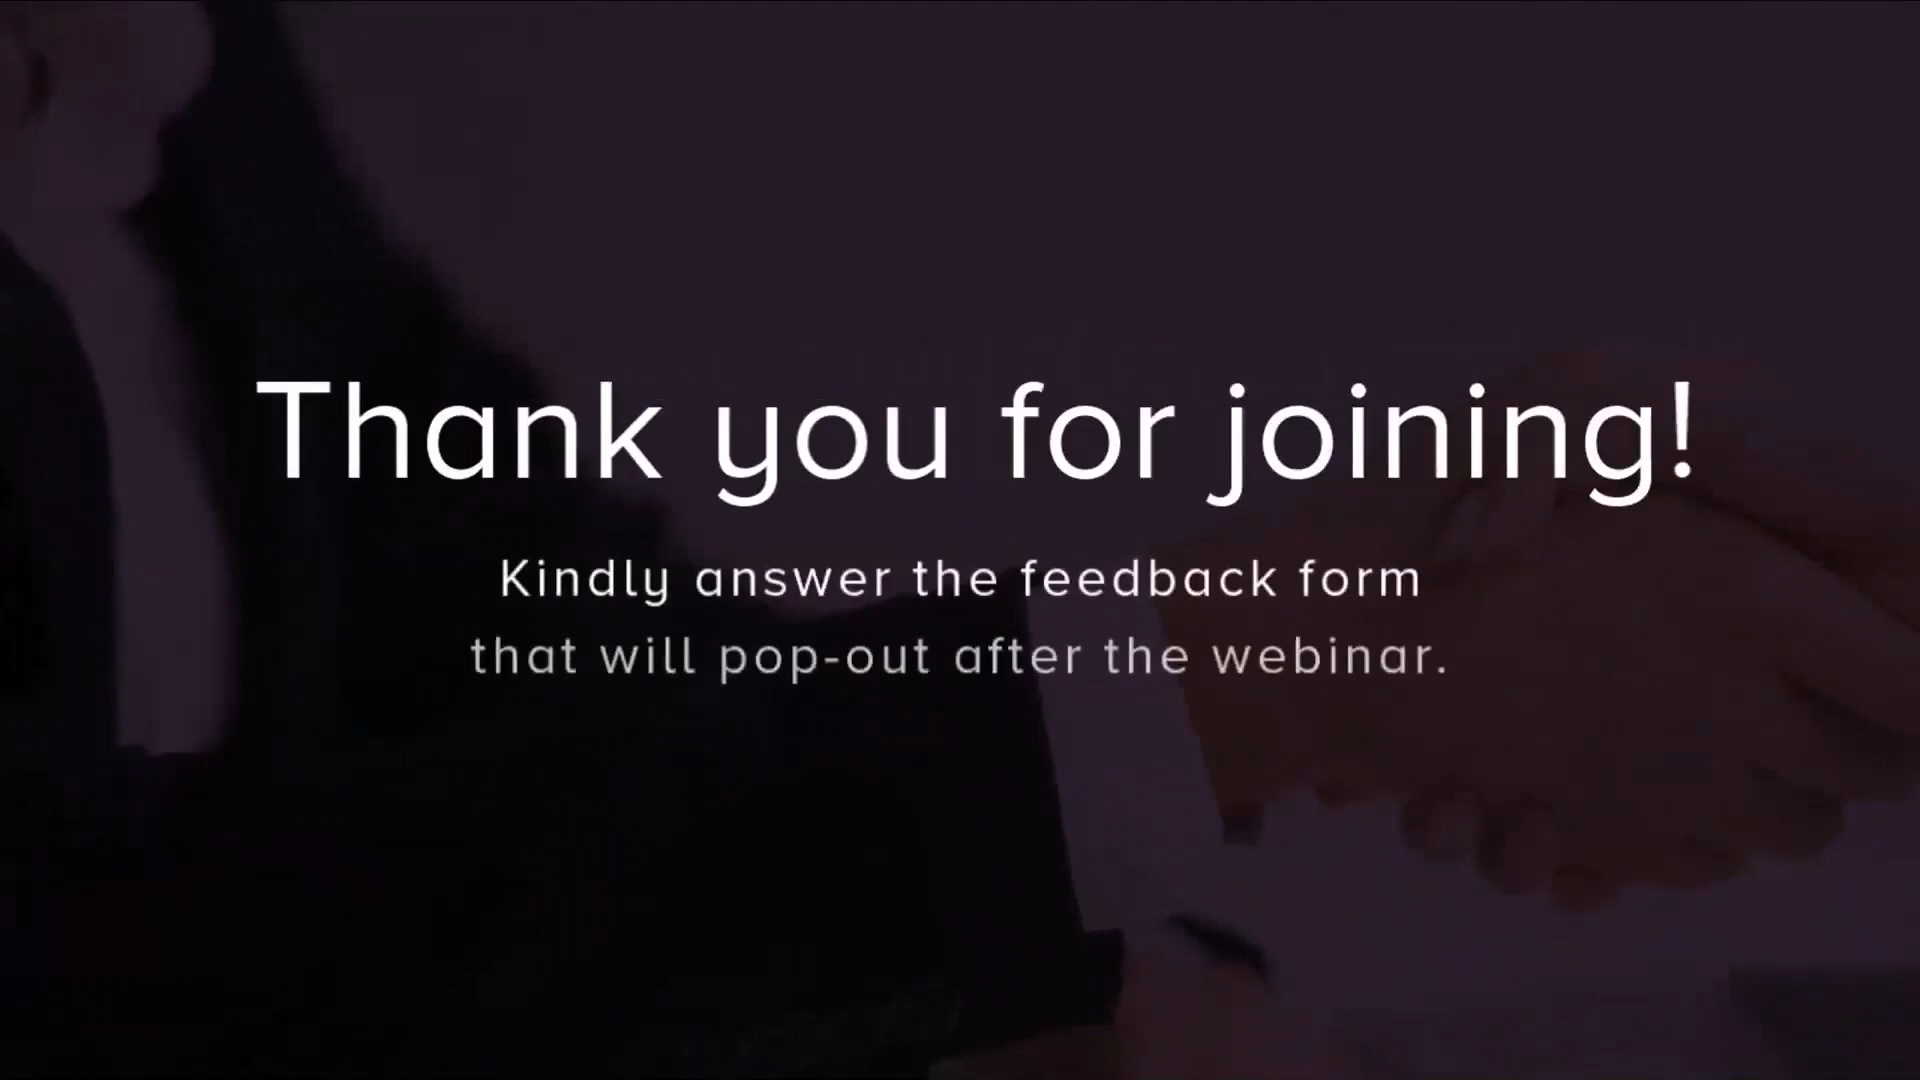 Thank you for joining!
Kindly answer the feedback form
that will pop-out after the webinar.